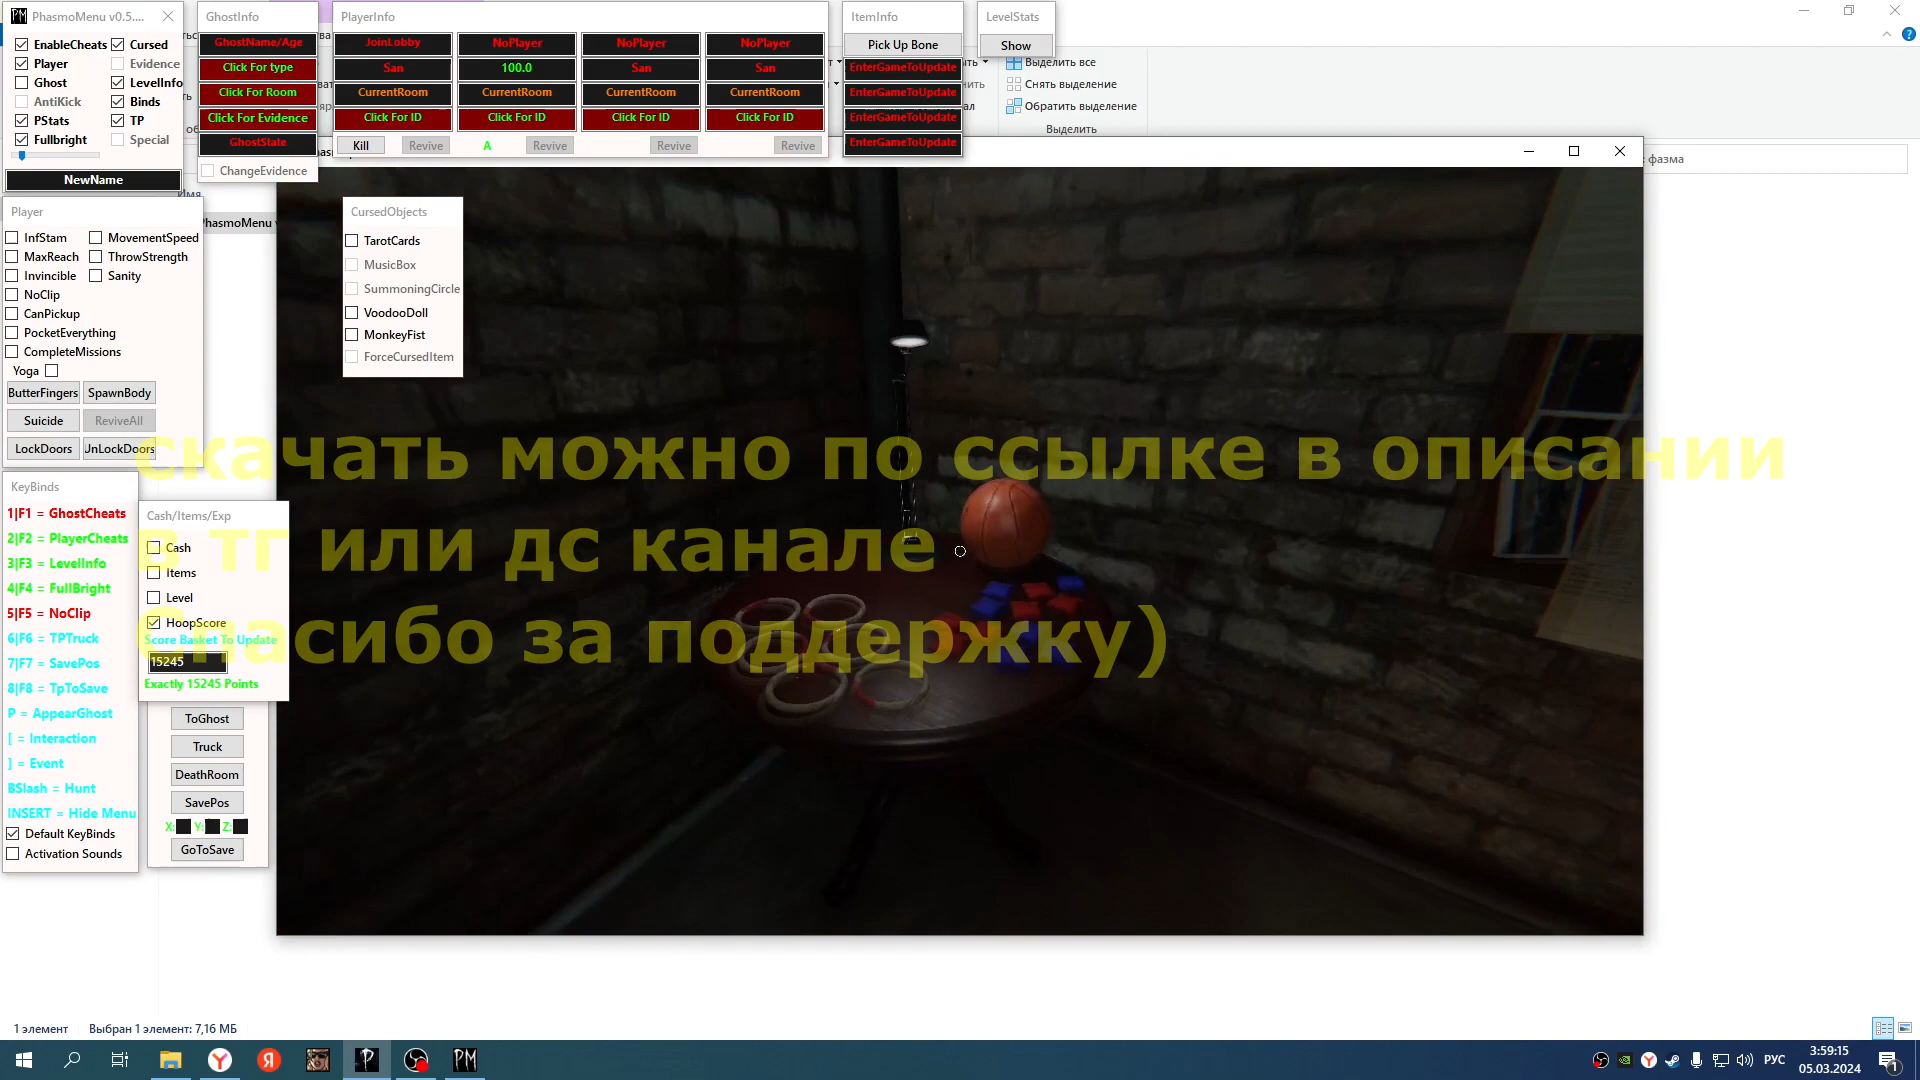 PhasmoMenu v0.5....
EnableCheats
Cursed
Player
Evidence
Ghost
LevelInfo
AntiKick
Binds
PStats
TP
Fullbright
Special
NewName
GhostInfo
GhostName/Age
Click For type
Click For Room
Click For Evidence
GhostState
ChangeEvidence
PlayerInfo
JoinLobby
NoPlayer
NoPlayer
NoPlayer
San
100.0
San
San
CurrentRoom
CurrentRoom
CurrentRoom
CurrentRoom
Click For ID
Click For ID
Click For ID
Click For ID
Kill
Revive
A
Revive
Revive
Revive
ItemInfo
Pick Up Bone
EnterGameToUpdate
EnterGameToUpdate
EnterGameToUpdate
EnterGameToUpdate
LevelStats
Show
Выделить все
Снять выделение
Обратить выделение
Выделить
фазма
Имя
PhasmoMenu
Player
InfStam
MovementSpeed
MaxReach
ThrowStrength
Invincible
Sanity
NoClip
CanPickup
PocketEverything
CompleteMissions
Yoga
ButterFingers
SpawnBody
Suicide
ReviveAll
LockDoors
UnLockDoors
CursedObjects
TarotCards
MusicBox
SummoningCircle
VoodooDoll
MonkeyFist
ForceCursedItem
скачать можно по ссылке в описании
в тг или дс канале
Спасибо за поддержку)
KeyBinds
1|F1 = GhostCheats
2|F2 = PlayerCheats
3|F3 = LevelInfo
4|F4 = FullBright
5|F5 = NoClip
6|F6 = TPTruck
7|F7 = SavePos
8|F8 = TpToSave
P = AppearGhost
[ = Interaction
] = Event
BSlash = Hunt
INSERT = Hide Menu
Default KeyBinds
Activation Sounds
Cash/Items/Exp
Cash
Items
Level
HoopScore
Score Basket To Update
15245
Exactly 15245 Points
ToGhost
Truck
DeathRoom
SavePos
X: Y: Z:
GoToSave
1 элемент
Выбран 1 элемент: 7,16 МБ
РУС
3:59:15
05.03.2024